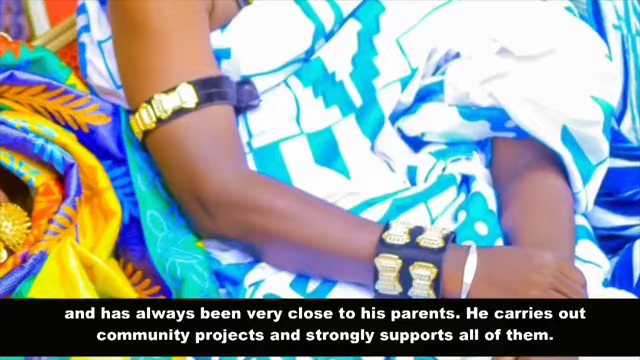 and has always been very close to his parents. He carries out
community projects and strongly supports all of them.